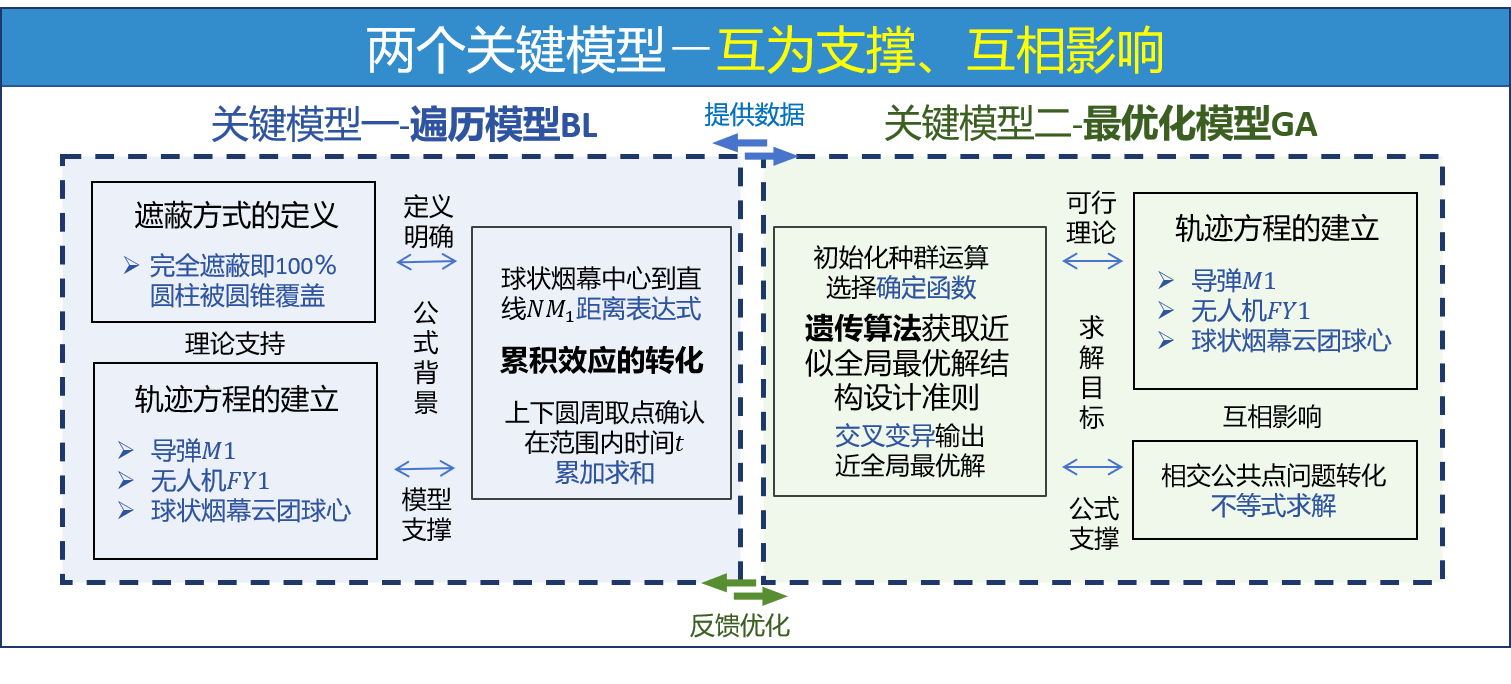 两个关键模型—互为支撑、互相影响
关键模型一-遍历模型BL
提供数据
关键模型二-最优化模型GA
遮蔽方式的定义
➢ 完全遮蔽即100%
圆柱被圆锥覆盖
理论支持
轨迹方程的建立
➢ 导弹M1
➢ 无人机FY1
➢ 球状烟幕云团球心
定义
明确
公
式
背
景
模型
支撑
球状烟幕中心到直
线NM₁距离表达式
累积效应的转化
上下圆周取点确认
在范围内时间t
累加求和
初始化种群运算
选择确定函数
遗传算法获取近
似全局最优解结
构设计准则
交叉变异输出
近全局最优解
可行
理论
求
解
目
标
公式
支撑
轨迹方程的建立
➢ 导弹M1
➢ 无人机FY1
➢ 球状烟幕云团球心
互相影响
相交公共点问题转化
不等式求解
反馈优化